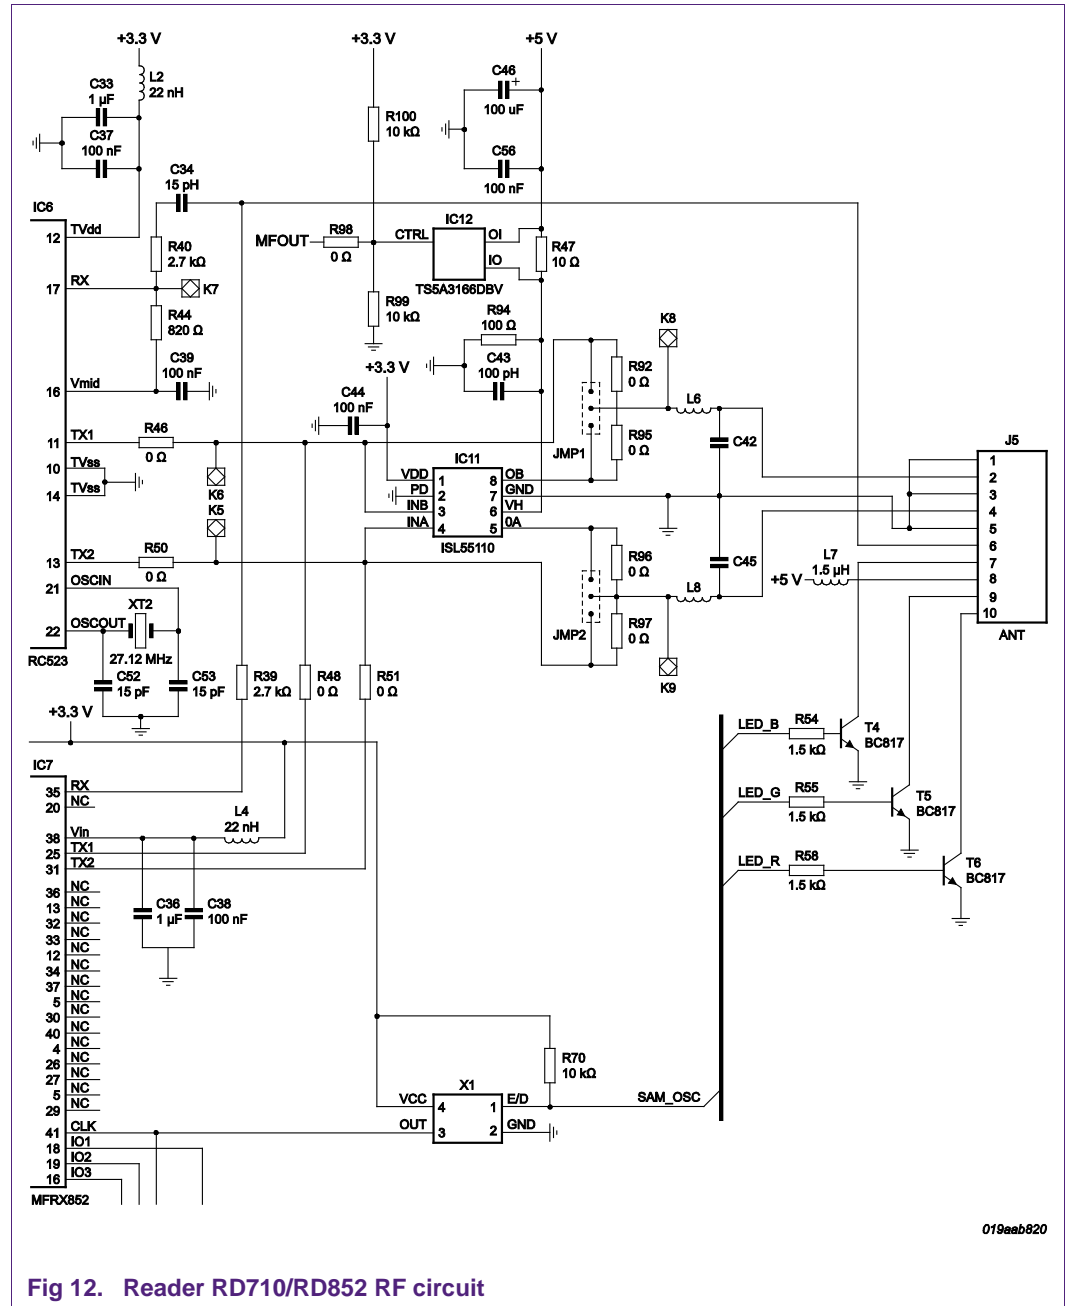 +3.3 V
+3.3 V
+5 V
L2
22 nH
C33
1 µF
C37
100 nF
C46
+
100 uF
R100
10 kΩ
C56
100 nF
C34
15 pH
IC6
12 TVdd
R40
2.7 kΩ
17 RX
K7
R44
820 Ω
C39
100 nF
16 Vmid
MFOUT
R98
0 Ω
CTRL
IC12
OI
IO
TS5A3166DBV
R47
10 Ω
R99
10 kΩ
R94
100 Ω
C43
100 pH
+3.3 V
C44
100 nF
K8
R92
0 Ω
L6
R95
0 Ω
JMP1
C42
11 TX1
R46
0 Ω
10 TVss
14 TVss
K6
K5
IC11
VDD 1
PD 2
INB 3
INA 4
8 OB
7 GND
6 VH
5 0A
ISL55110
13 TX2
R50
0 Ω
21 OSCIN
22 OSCOUT
XT2
27.12 MHz
RC523
C52
15 pF
C53
15 pF
R96
0 Ω
L8
C45
JMP2
R97
0 Ω
K9
J5
1
2
3
4
5
6
7
8
9
10
ANT
L7
1.5 µH
+5 V
R39
2.7 kΩ
R48
0 Ω
R51
0 Ω
+3.3 V
LED_B
R54
1.5 kΩ
T4
BC817
LED_G
R55
1.5 kΩ
T5
BC817
LED_R
R58
1.5 kΩ
T6
BC817
IC7
35 RX
20 NC
L4
22 nH
38 Vin
25 TX1
31 TX2
36 NC
13 NC
32 NC
33 NC
12 NC
34 NC
37 NC
5 NC
30 NC
40 NC
4 NC
26 NC
27 NC
5 NC
29 NC
41 CLK
18 IO1
19 IO2
16 IO3
MFRX852
C36
1 µF
C38
100 nF
R70
10 kΩ
X1
VCC 4
OUT 3
1 E/D
2 GND
SAM_OSC
019aab820
Fig 12. Reader RD710/RD852 RF circuit